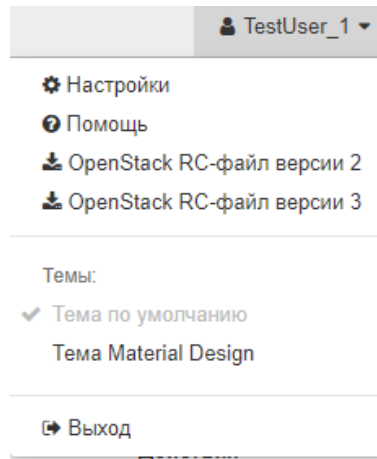 TestUser_1
Настройки
Помощь
OpenStack RC-файл версии 2
OpenStack RC-файл версии 3
Темы:
Тема по умолчанию
Тема Material Design
Выход